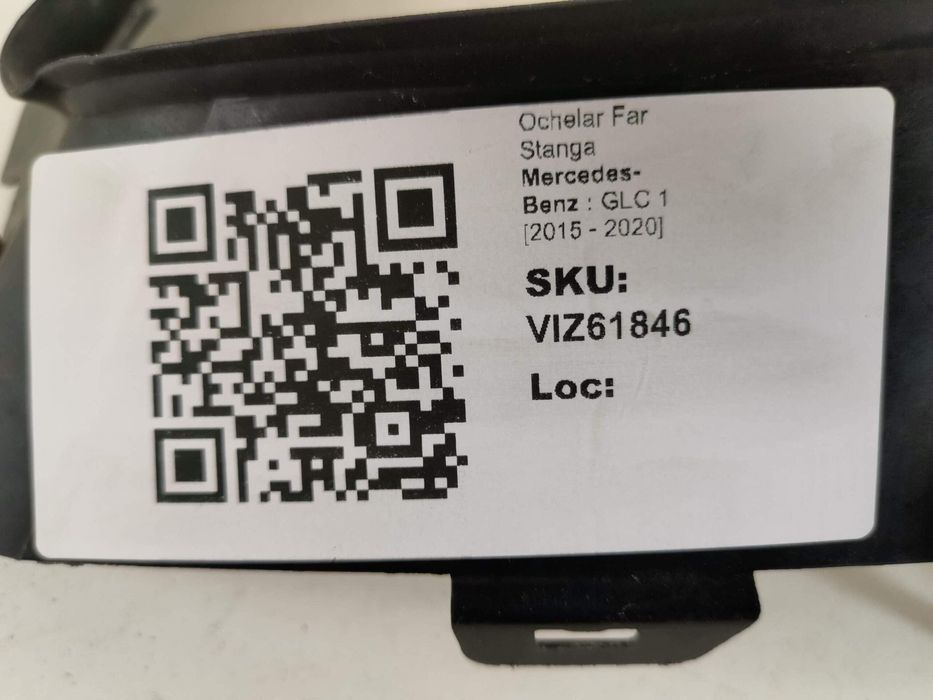 Ochelar Far
Stanga
Mercedes-
Benz : GLC 1
[2015 - 2020]
SKU:
VIZ61846
Loc: